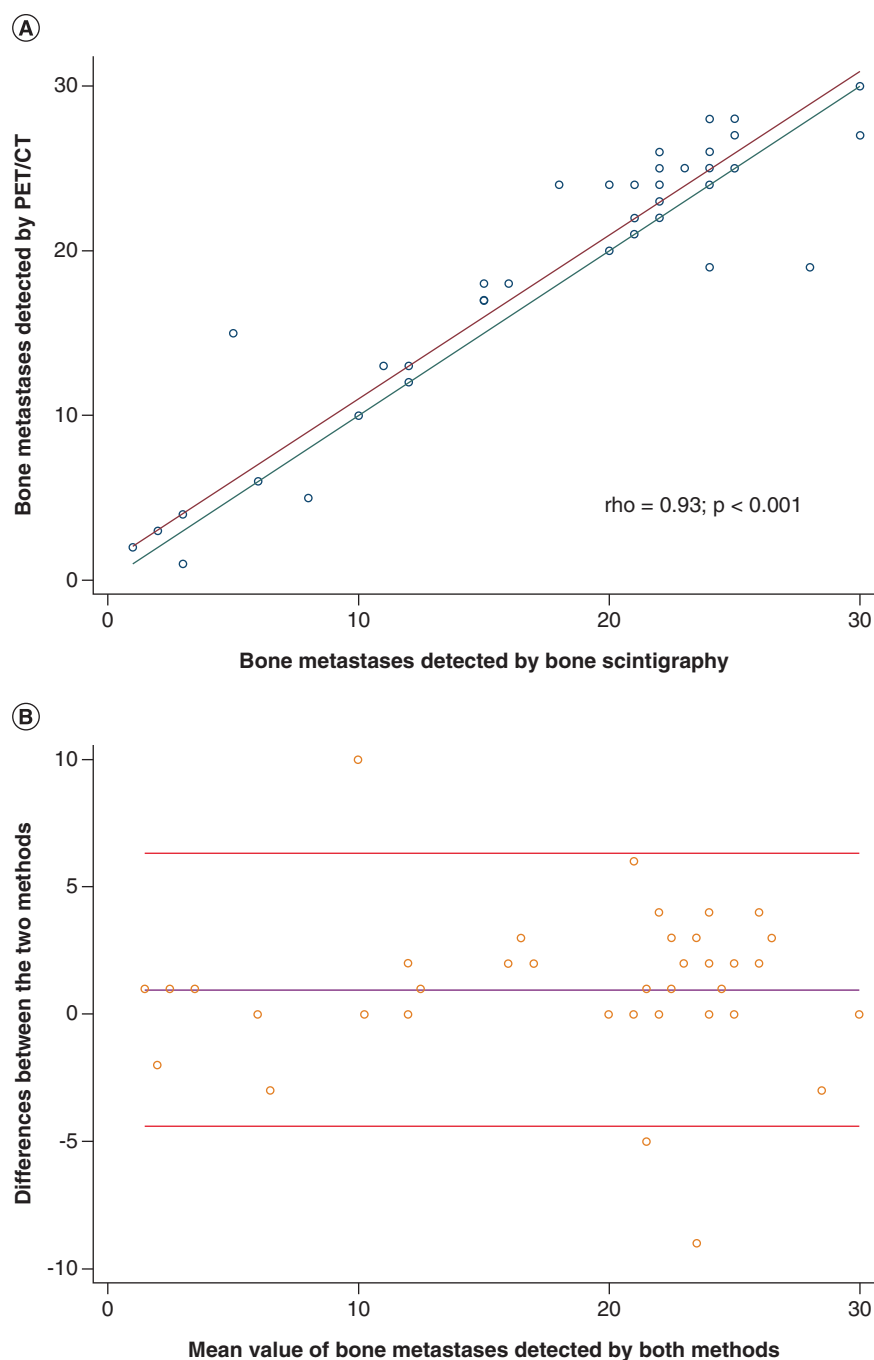 A
30
20
10
0
Bone metastases detected by PET/CT
rho = 0.93; p < 0.001
0 10 20 30
Bone metastases detected by bone scintigraphy
B
10
5
0
-5
-10
Differences between the two methods
0 10 20 30
Mean value of bone metastases detected by both methods